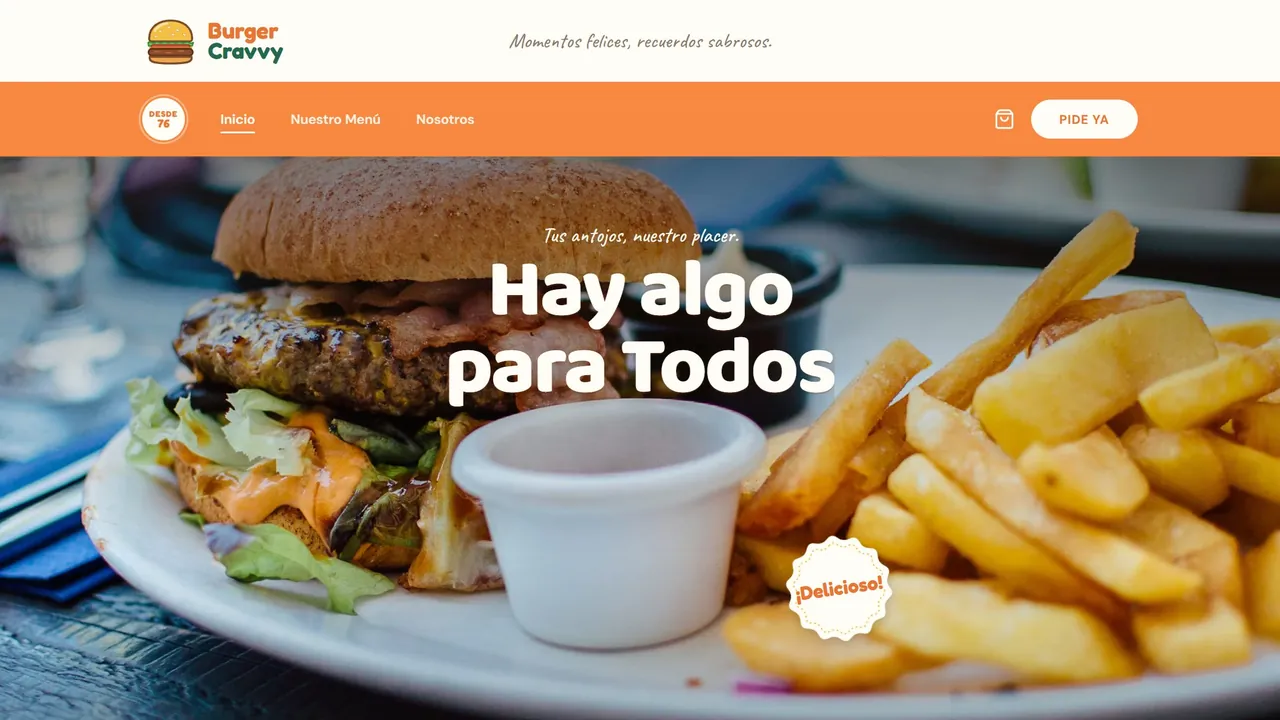 Burger
Cravvy
Momentos felices, recuerdos sabrosos.
DESDE
76
Inicio
Nuestro Menú
Nosotros
PIDE YA
Tus antojos, nuestro placer.
Hay algo
para Todos
¡Delicioso!